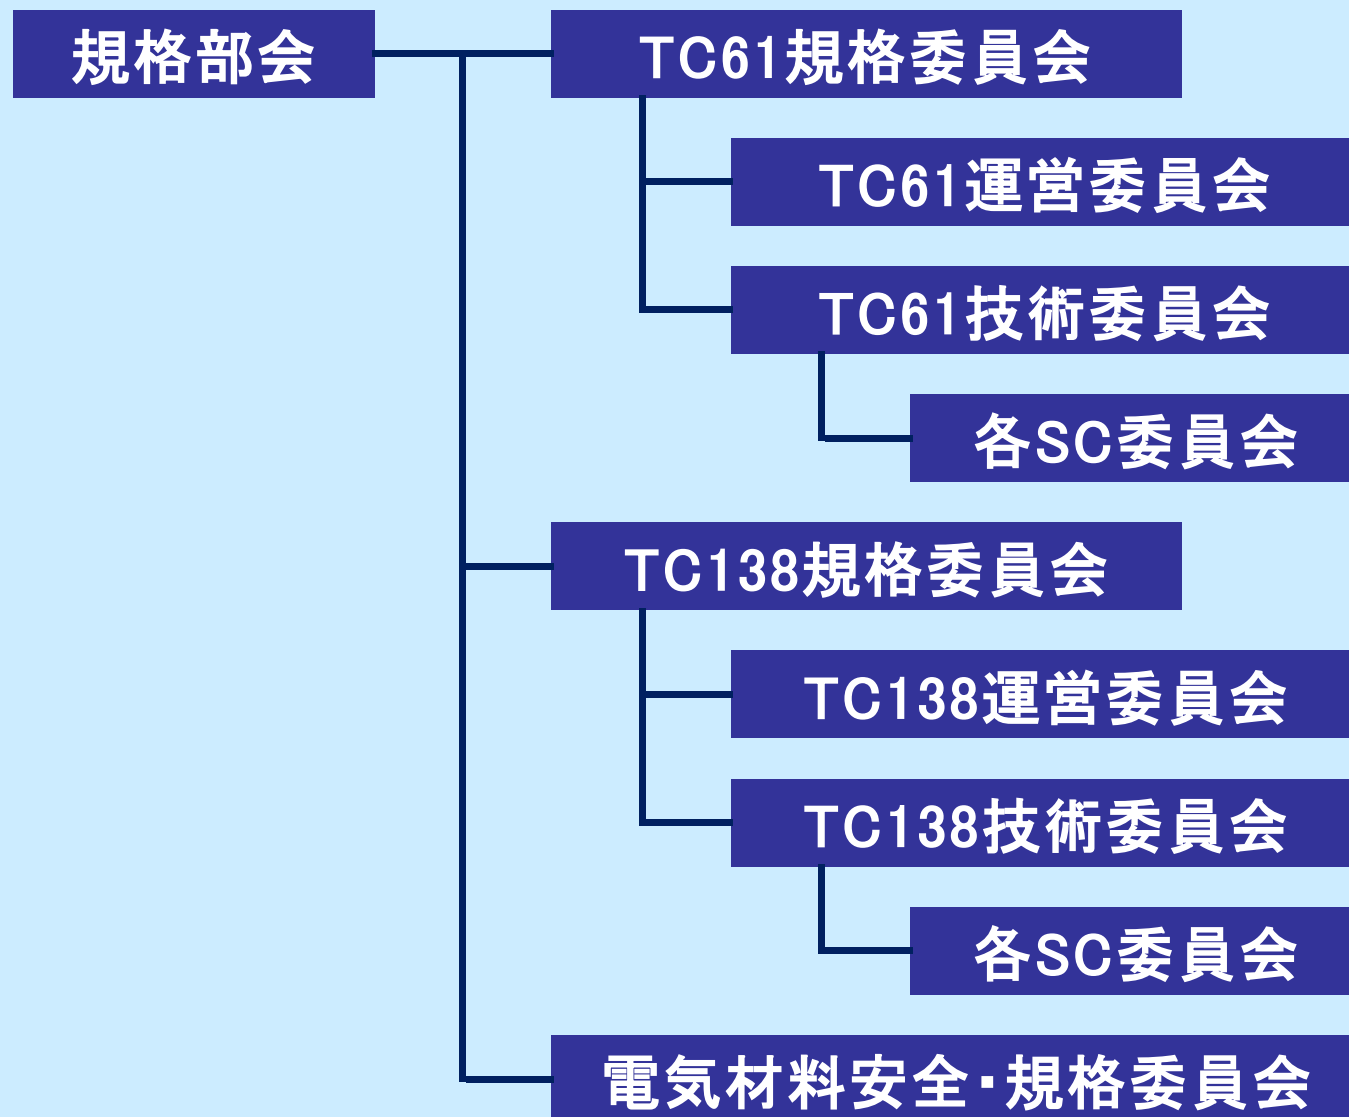 規格部会
TC61規格委員会
TC61運営委員会
TC61技術委員会
各SC委員会
TC138規格委員会
TC138運営委員会
TC138技術委員会
各SC委員会
電気材料安全・規格委員会